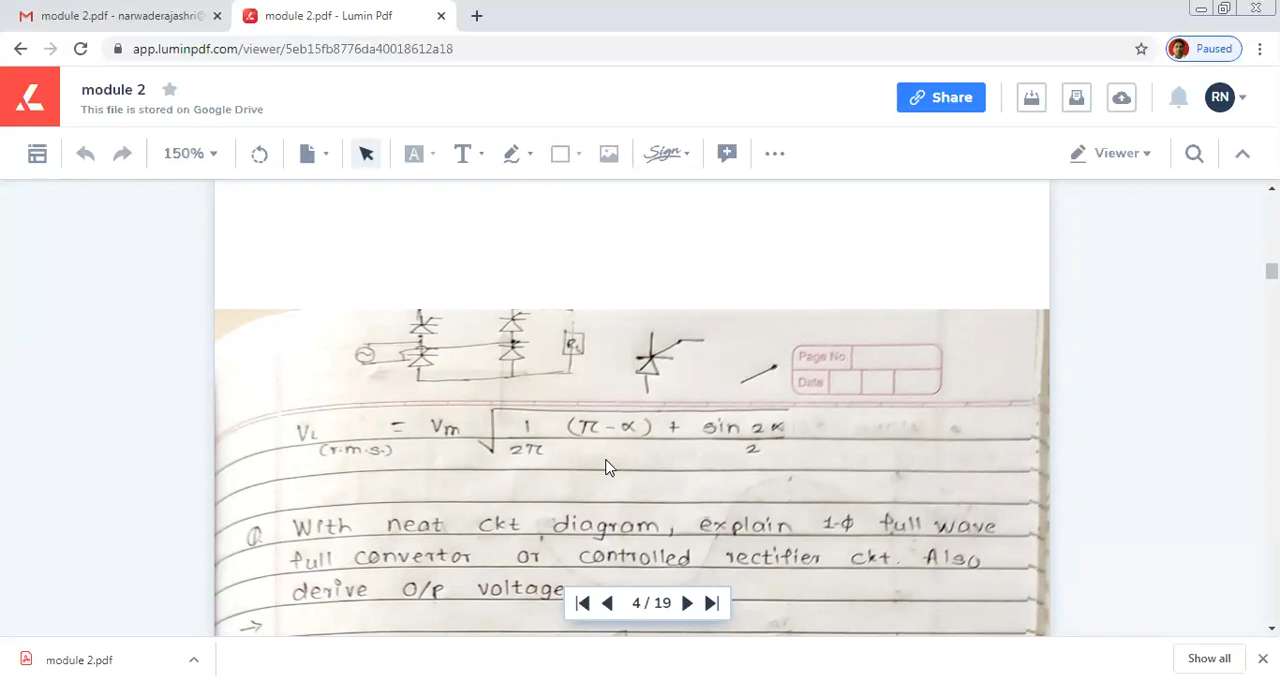 module 2.pdf - narwaderajashri@
module 2.pdf - Lumin Pdf
app.luminpdf.com/viewer/5eb15fb8776da40018612a18
Paused
module 2
This file is stored on Google Drive
Share
RN
150%
A
T
Sign
Viewer
Page No.
Date
VL (r.m.s.) = Vm √ 1/2π (π - α) + sin 2α/2
Q With neat ckt diagram, explain 1-ϕ full wave
full convertor or controlled rectifier ckt. Also
derive O/p voltage
→
4 / 19
module 2.pdf
Show all